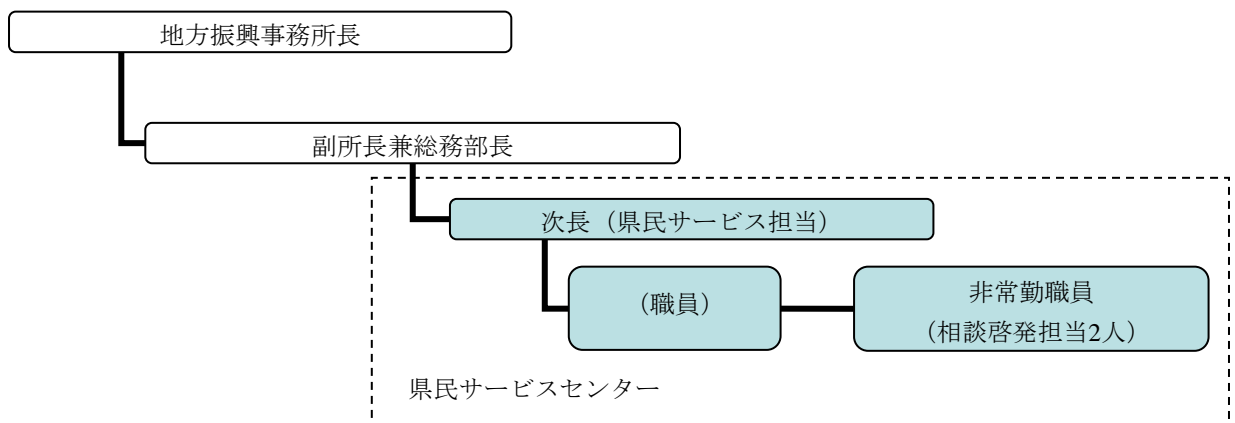 地方振興事務所長
副所長兼総務部長
次長（県民サービス担当）
（職員）
非常勤職員
（相談啓発担当2人）
県民サービスセンター